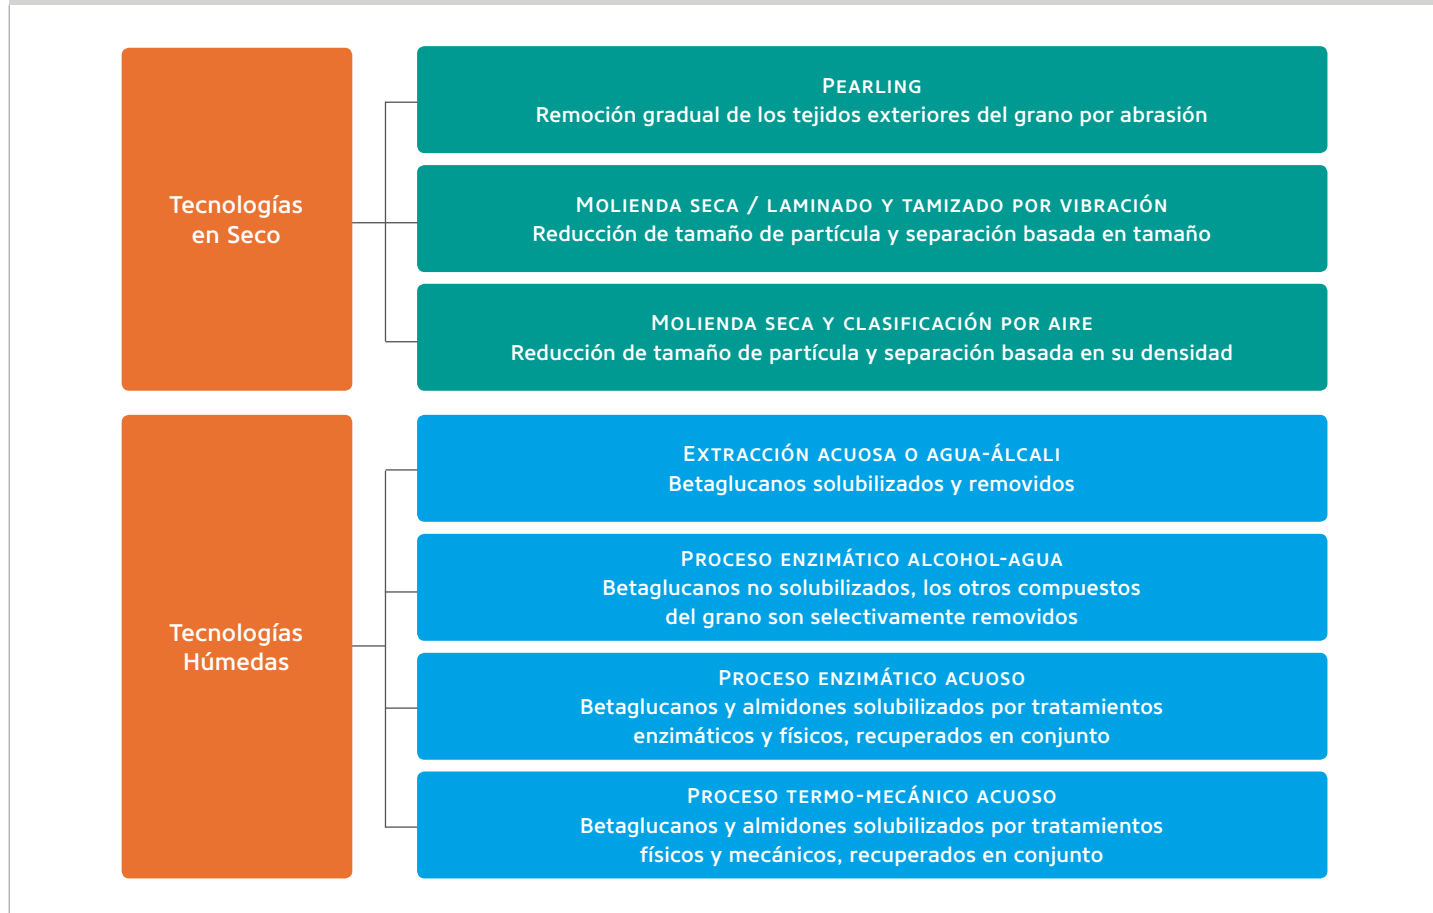 Tecnologías
en Seco
PEARLING
Remoción gradual de los tejidos exteriores del grano por abrasión
MOLIENDA SECA / LAMINADO Y TAMIZADO POR VIBRACIÓN
Reducción de tamaño de partícula y separación basada en tamaño
MOLIENDA SECA Y CLASIFICACIÓN POR AIRE
Reducción de tamaño de partícula y separación basada en su densidad
Tecnologías
Húmedas
EXTRACCIÓN ACUOSA O AGUA-ÁLCALI
Betaglucanos solubilizados y removidos
PROCESO ENZIMÁTICO ALCOHOL-AGUA
Betaglucanos no solubilizados, los otros compuestos
del grano son selectivamente removidos
PROCESO ENZIMÁTICO ACUOSO
Betaglucanos y almidones solubilizados por tratamientos
enzimáticos y físicos, recuperados en conjunto
PROCESO TERMO-MECÁNICO ACUOSO
Betaglucanos y almidones solubilizados por tratamientos
físicos y mecánicos, recuperados en conjunto